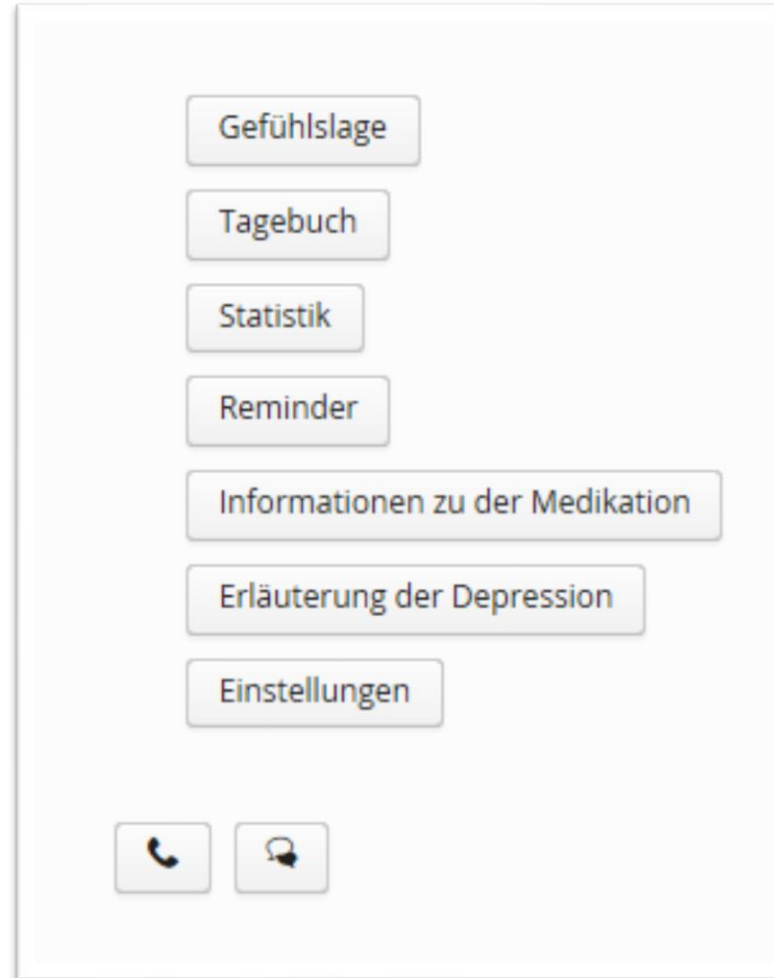 Gefühlslage
Tagebuch
Statistik
Reminder
Informationen zu der Medikation
Erläuterung der Depression
Einstellungen